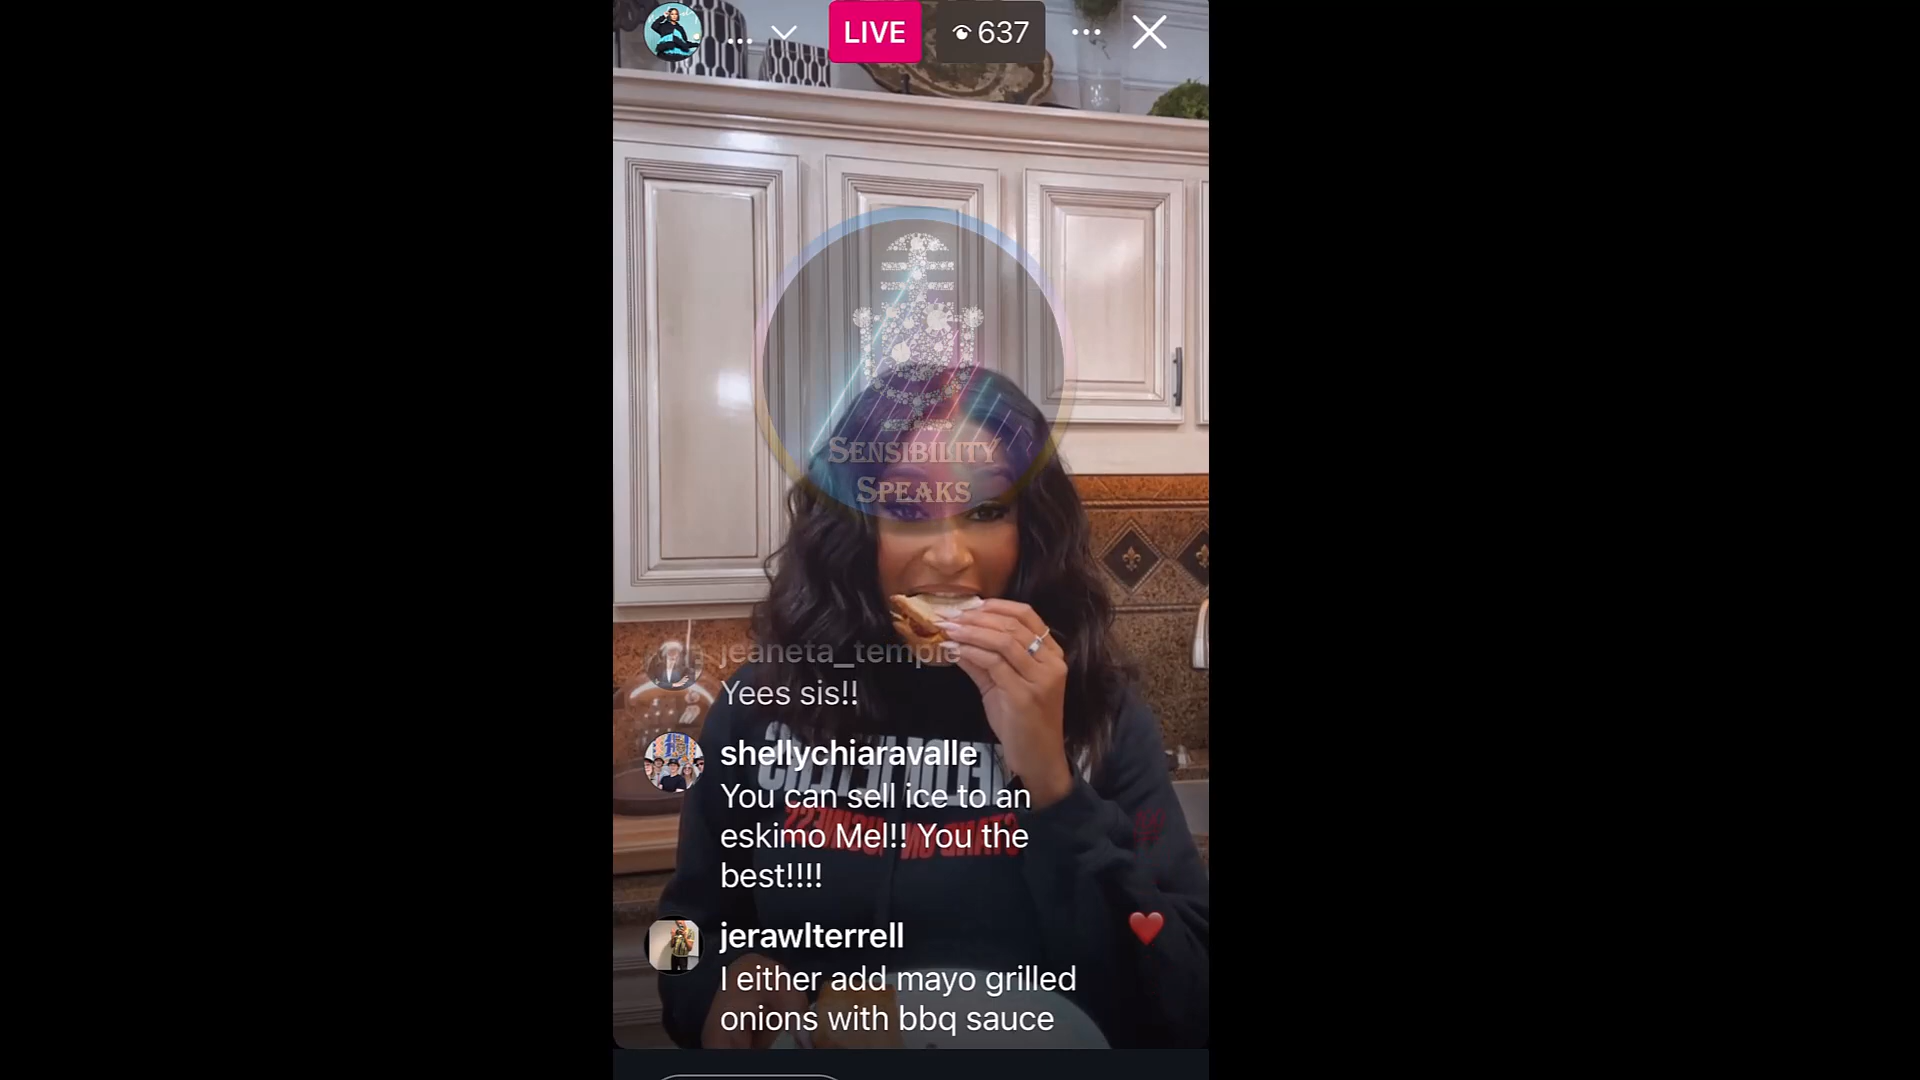 ... LIVE 637 ...
SENSIBILITY
SPEAKS
jeaneta_temple
Yees sis!!
shellychiaravalle
You can sell ice to an
eskimo Mel!! You the
best!!!!
jerawlterrell
I either add mayo grilled
onions with bbq sauce